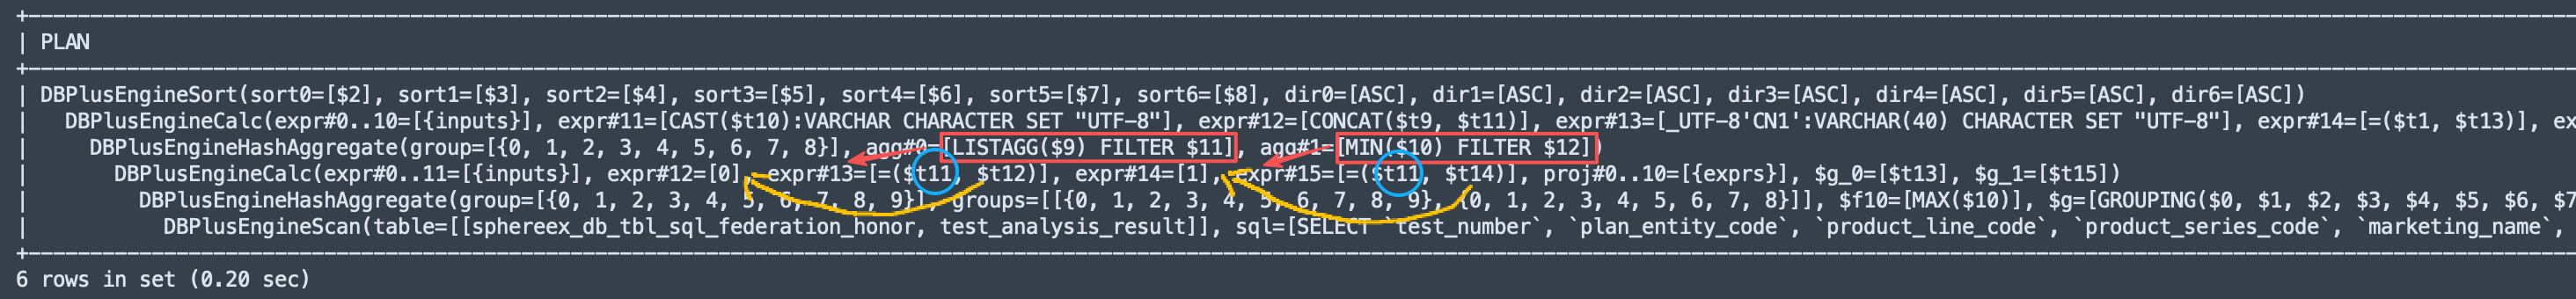 +------------------------------------------------------------
| PLAN
+------------------------------------------------------------
| DBPlusEngineSort(sort0=[$2], sort1=[$3], sort2=[$4], sort3=[$5], sort4=[$6], sort5=[$7], sort6=[$8], dir0=[ASC], dir1=[ASC], dir2=[ASC], dir3=[ASC], dir4=[ASC], dir5=[ASC], dir6=[ASC])
|   DBPlusEngineCalc(expr#0..10=[{inputs}], expr#11=[CAST($t10):VARCHAR CHARACTER SET "UTF-8"], expr#12=[CONCAT($t9, $t11)], expr#13=[_UTF-8'CN1':VARCHAR(40) CHARACTER SET "UTF-8"], expr#14=[=($t1, $t13)], ex
|     DBPlusEngineHashAggregate(group=[{0, 1, 2, 3, 4, 5, 6, 7, 8}], agg#0=[LISTAGG($9) FILTER $11], agg#1=[MIN($10) FILTER $12])
|       DBPlusEngineCalc(expr#0..11=[{inputs}], expr#12=[0], expr#13=[=($t11, $t12)], expr#14=[1], expr#15=[=($t11, $t14)], proj#0..10=[{exprs}], $g_0=[$t13], $g_1=[$t15])
|         DBPlusEngineHashAggregate(group=[{0, 1, 2, 3, 4, 5, 6, 7, 8, 9}], groups=[[{0, 1, 2, 3, 4, 5, 6, 7, 8, 9}, {0, 1, 2, 3, 4, 5, 6, 7, 8}]], $f10=[MAX($10)], $g=[GROUPING($0, $1, $2, $3, $4, $5, $6, $7
|           DBPlusEngineScan(table=[[sphereex_db_tbl_sql_federation_honor, test_analysis_result]], sql=[SELECT `test_number`, `plan_entity_code`, `product_line_code`, `product_series_code`, `marketing_name`,
+------------------------------------------------------------
6 rows in set (0.20 sec)